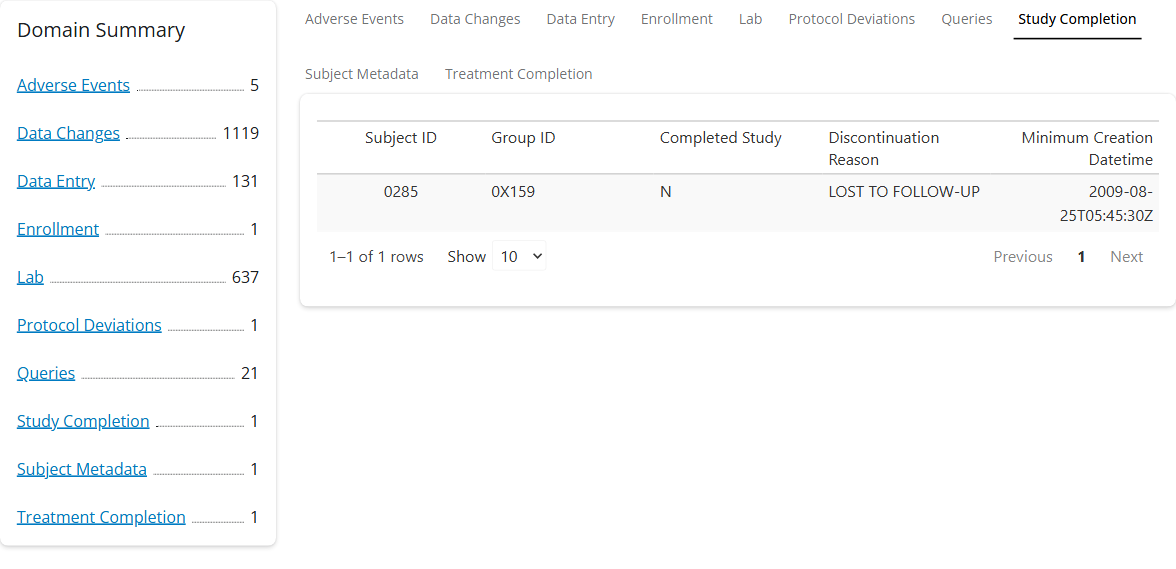 Domain Summary
Adverse Events 5
Data Changes 1119
Data Entry 131
Enrollment 1
Lab 637
Protocol Deviations 1
Queries 21
Study Completion 1
Subject Metadata 1
Treatment Completion 1
Adverse Events Data Changes Data Entry Enrollment Lab Protocol Deviations Queries Study Completion
Subject Metadata Treatment Completion
Subject ID Group ID Completed Study Discontinuation Minimum Creation
Reason Datetime
0285 0X159 N LOST TO FOLLOW-UP 2009-08-
25T05:45:30Z
1–1 of 1 rows Show 10 Previous 1 Next